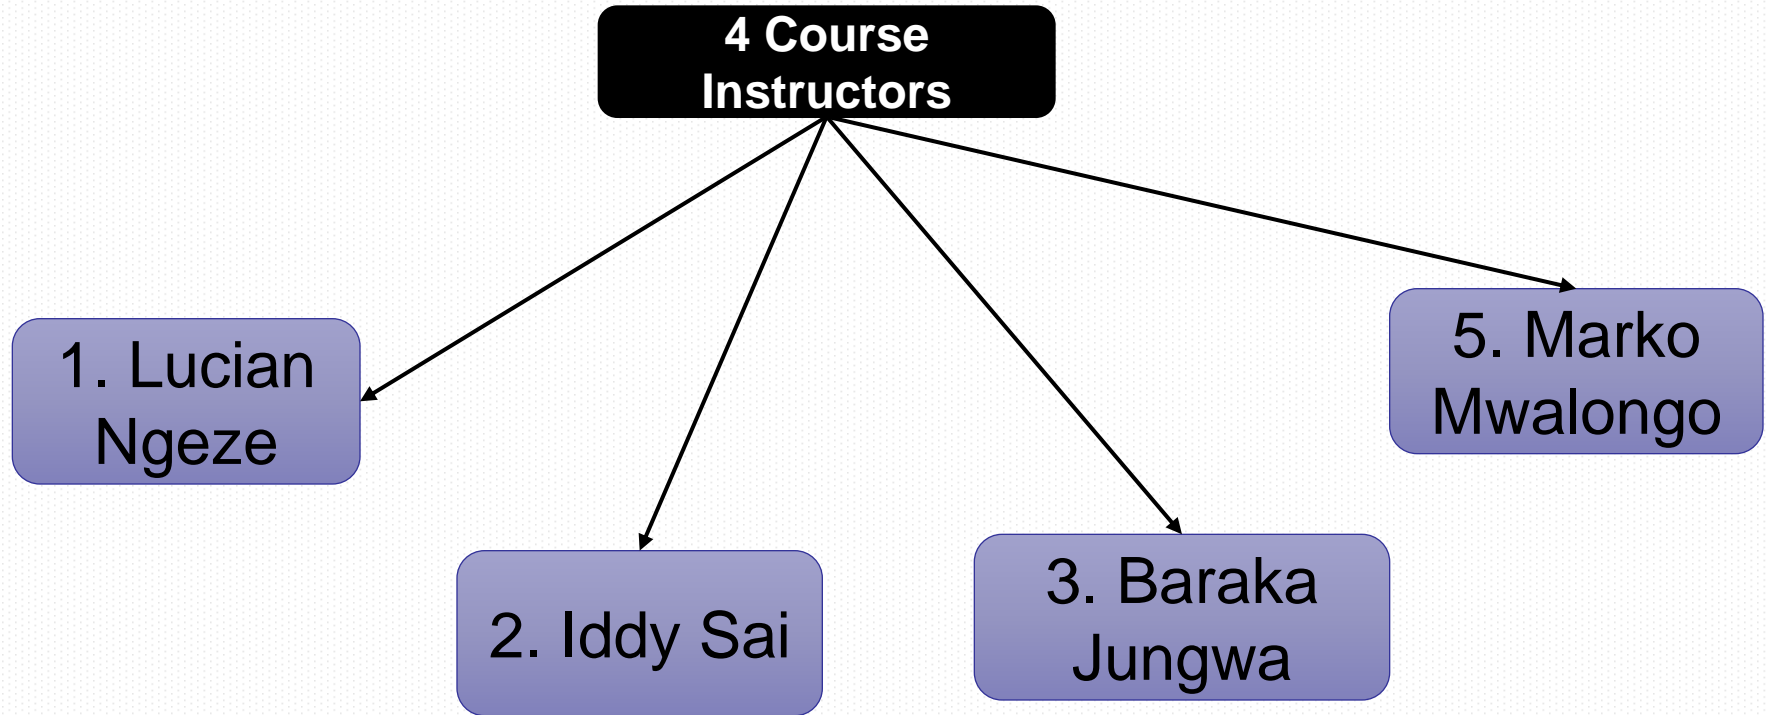 4 Course
Instructors
1. Lucian
Ngeze
2. Iddy Sai
3. Baraka
Jungwa
5. Marko
Mwalongo